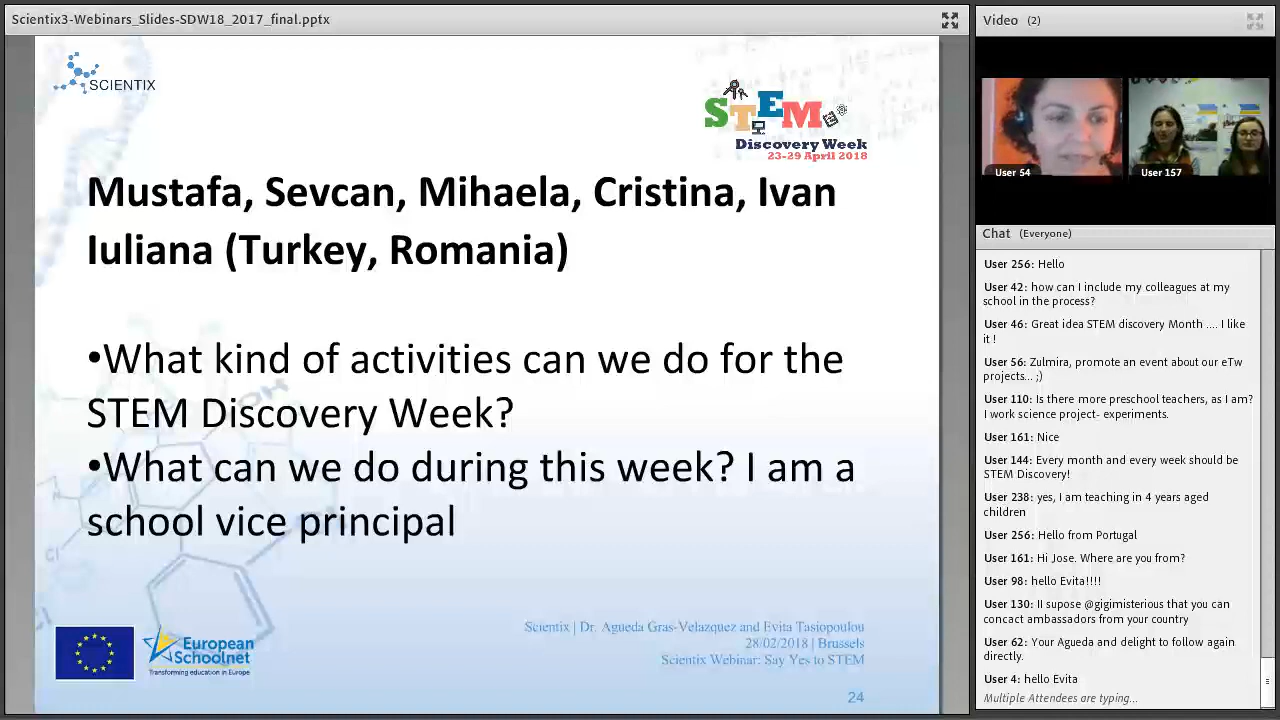 Scientix3-Webinars_Slides-SDW18_2017_final.pptx
SCIENTIX
STEM
Discovery Week
23-29 April 2018
Mustafa, Sevcan, Mihaela, Cristina, Ivan
Iuliana (Turkey, Romania)
•What kind of activities can we do for the
STEM Discovery Week?
•What can we do during this week? I am a
school vice principal
European
Schoolnet
Transforming education in Europe
Scientix | Dr. Agueda Gras-Velazquez and Evita Tasiopoulou
28/02/2018 | Brussels
Scientix Webinar: Say Yes to STEM
24
Video (2)
User 54
User 157
Chat (Everyone)
User 256: Hello
User 42: how can I include my colleagues at my
school in the process?
User 46: Great idea STEM discovery Month .... I like
it !
User 56: Zulmira, promote an event about our eTw
projects... ;)
User 110: Is there more preschool teachers, as I am?
I work science project- experiments.
User 161: Nice
User 144: Every month and every week should be
STEM Discovery!
User 238: yes, I am teaching in 4 years aged
children
User 256: Hello from Portugal
User 161: Hi Jose. Where are you from?
User 98: hello Evita!!!!
User 130: II supose @gigimisterious that you can
concact ambassadors from your country
User 62: Your Agueda and delight to follow again
directly.
User 4: hello Evita
Multiple Attendees are typing...